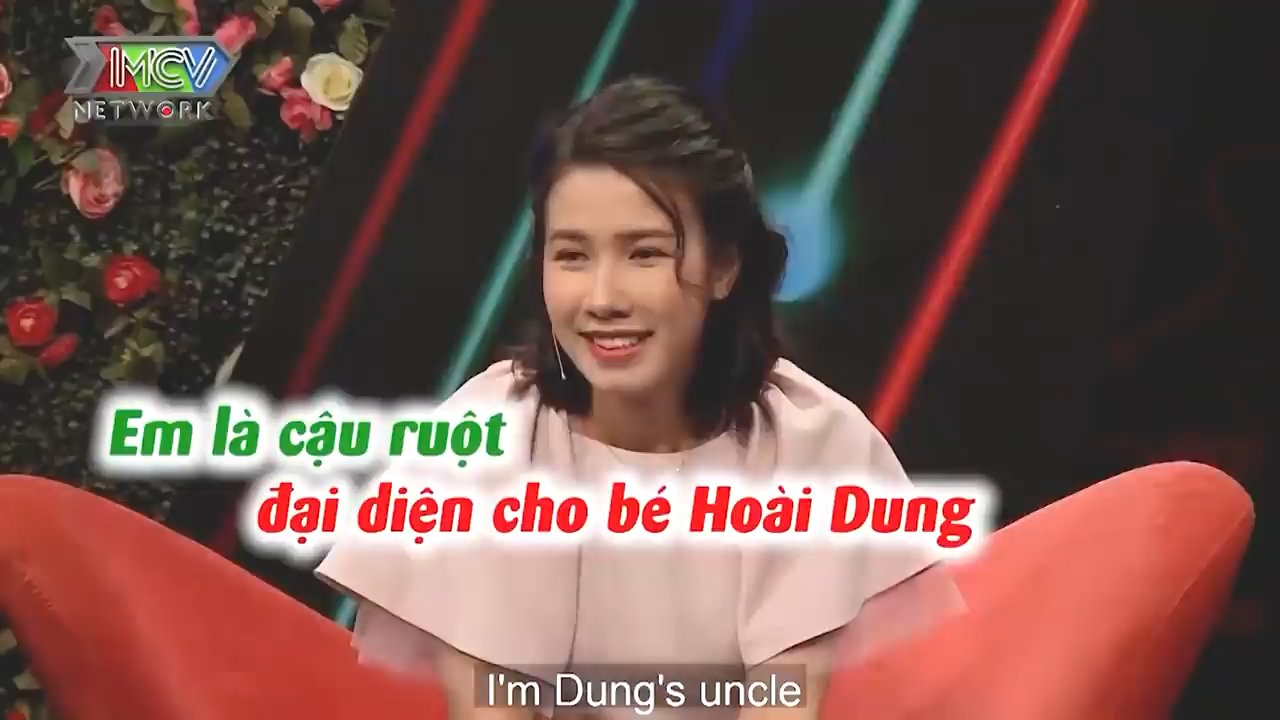 MCV
NETWORK
Em là cậu ruột
đại diện cho bé Hoài Dung
I'm Dung's uncle